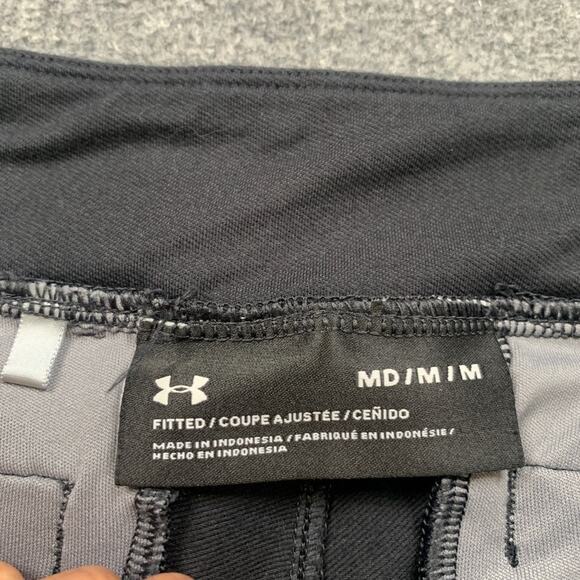 MD/M/M
FITTED/COUPE AJUSTÉE/CEÑIDO
MADE IN INDONESIA/FABRIQUÉ EN INDONÉSIE/
HECHO EN INDONESIA